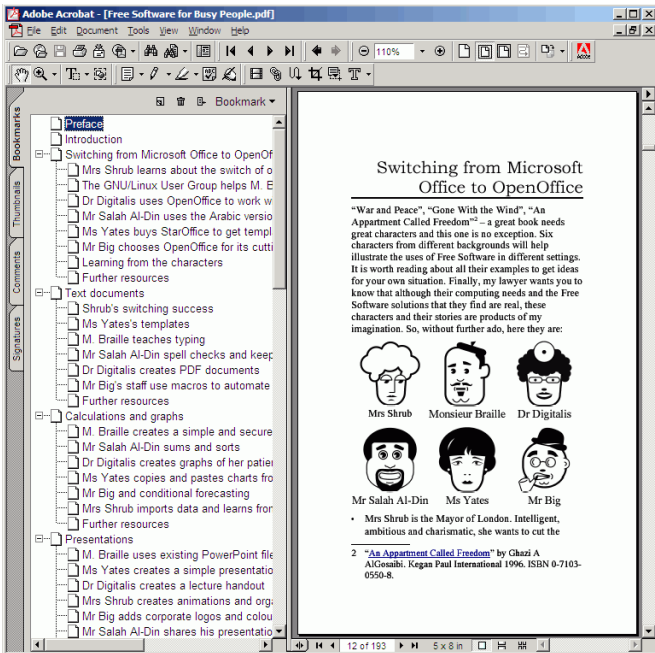 Adobe Acrobat - [Free Software for Busy People.pdf]
File Edit Document Tools View Window Help
110%
Adobe
Bookmark
Bookmarks
Thumbnails
Comments
Signatures
Preface
Introduction
Switching from Microsoft Office to OpenOf
Mrs Shrub learns about the switch of o
The GNU/Linux User Group helps M. E
Dr Digitalis uses OpenOffice to work w
Mr Salah Al-Din uses the Arabic versio
Ms Yates buys StarOffice to get templ
Mr Big chooses OpenOffice for its cutti
Learning from the characters
Further resources
Text documents
Shrub's switching success
Ms Yates's templates
M. Braille teaches typing
Mr Salah Al-Din spell checks and keep
Dr Digitalis creates PDF documents
Mr Big's staff use macros to automate
Further resources
Calculations and graphs
M. Braille creates a simple and secure
Mr Salah Al-Din sums and sorts
Dr Digitalis creates graphs of her patier
Ms Yates copies and pastes charts fro
Mr Big and conditional forecasting
Mrs Shrub imports data and learns from
Further resources
Presentations
M. Braille uses existing PowerPoint file
Ms Yates creates a simple presentatio
Dr Digitalis creates a lecture handout
Mrs Shrub creates animations and orga
Mr Big adds corporate logos and colou
Mr Salah Al-Din shares his presentatio
Switching from Microsoft
Office to OpenOffice
“War and Peace”, “Gone With the Wind”, “An
Appartment Called Freedom”2 – a great book needs
great characters and this one is no exception. Six
characters from different backgrounds will help
illustrate the uses of Free Software in different settings.
It is worth reading about all their examples to get ideas
for your own situation. Finally, my lawyer wants you to
know that although their computing needs and the Free
Software solutions that they find are real, these
characters and their stories are products of my
imagination. So, without further ado, here they are:
Mrs Shrub Monsieur Braille Dr Digitalis
Mr Salah Al-Din Ms Yates Mr Big
• Mrs Shrub is the Mayor of London. Intelligent,
ambitious and charismatic, she wants to cut the
2 “An Appartment Called Freedom” by Ghazi A
AlGosaibi. Kegan Paul International 1996. ISBN 0-7103-
0550-8.
12 of 193 5 x 8 in